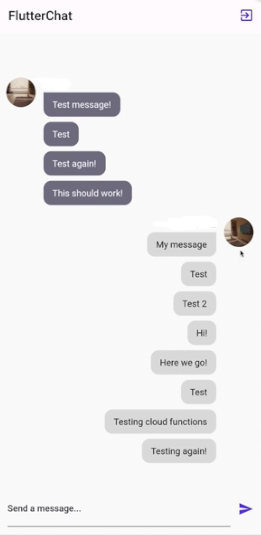 FlutterChat
Test message!
Test
Test again!
This should work!
My message
Test
Test 2
Hi!
Here we go!
Test
Testing cloud functions
Testing again!
Send a message...